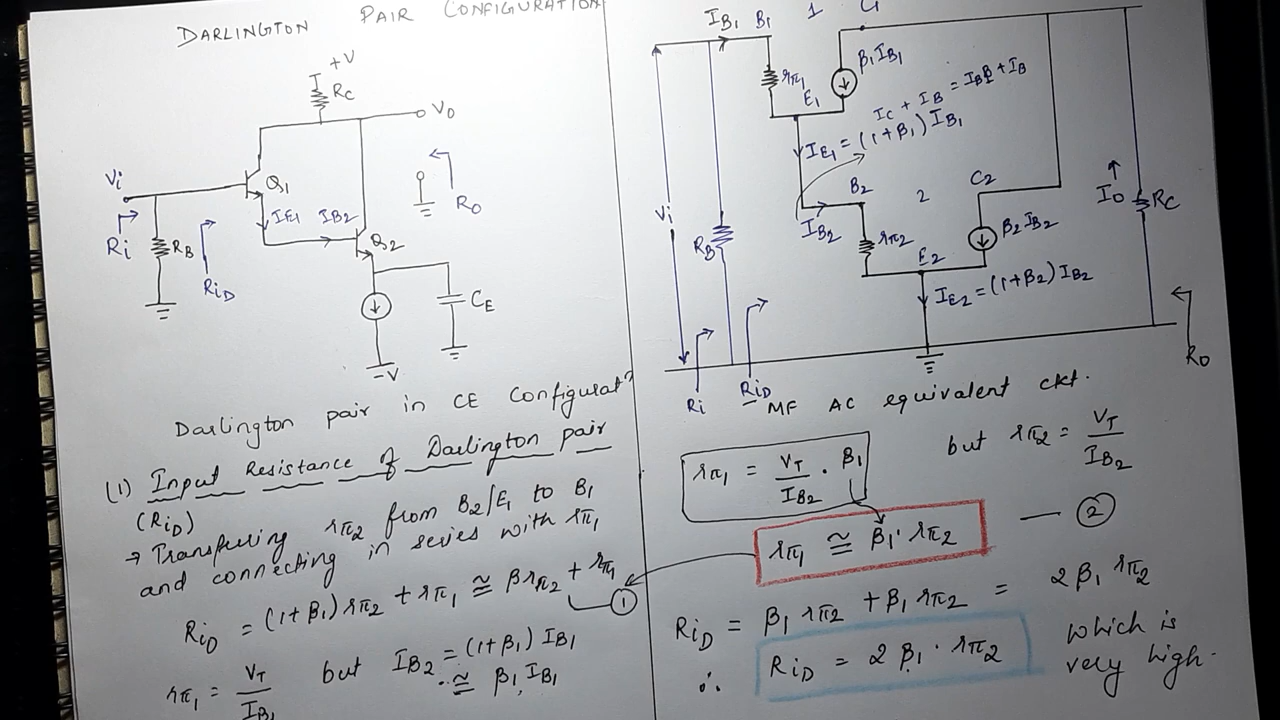 DARLINGTON PAIR CONFIGURATION
+V
RC
Vo
Vi
Q1
Ri
RB
RiD
IE1
IB2
Q2
RO
CE
-V
Darlington pair in CE Configuratn
(1) Input Resistance of Darlington pair
(RiD)
→ Transferring rπ2 from B2/E1 to B1
and connecting in series with rπ1
RiD = (1+β1)rπ2 + rπ1 ≅ βrπ2 + rπ1
①
rπ1 = VT/IB1 but IB2 = (1+β1) IB1
≅ β1 IB1
IB1 B1 1 C1
rπ1
β1 IB1
E1
IC + IB = IBβ + IB
IE1 = (1+β1) IB1
B2 2 C2
IB2
rπ2
β2 IB2
E2
IE2 = (1+β2) IB2
Vi
RB
IO
RC
Ri
RiD
RO
MF AC equivalent ckt.
rπ1 = VT/IB2 . β1 but rπ2 = VT/IB2
rπ1 ≅ β1 . rπ2 — ②
RiD = β1 rπ2 + β1 rπ2 = 2 β1 rπ2
∴ RiD = 2 β1 . rπ2 which is
very high.